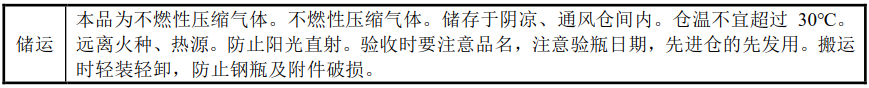 本品为不燃性压缩气体。不燃性压缩气体。储存于阴凉、通风仓间内。仓温不宜超过 30℃。
储运
远离火种、热源。防止阳光直射。验收时要注意品名，注意验瓶日期，先进仓的先发用。搬运
时轻装轻卸，防止钢瓶及附件破损。